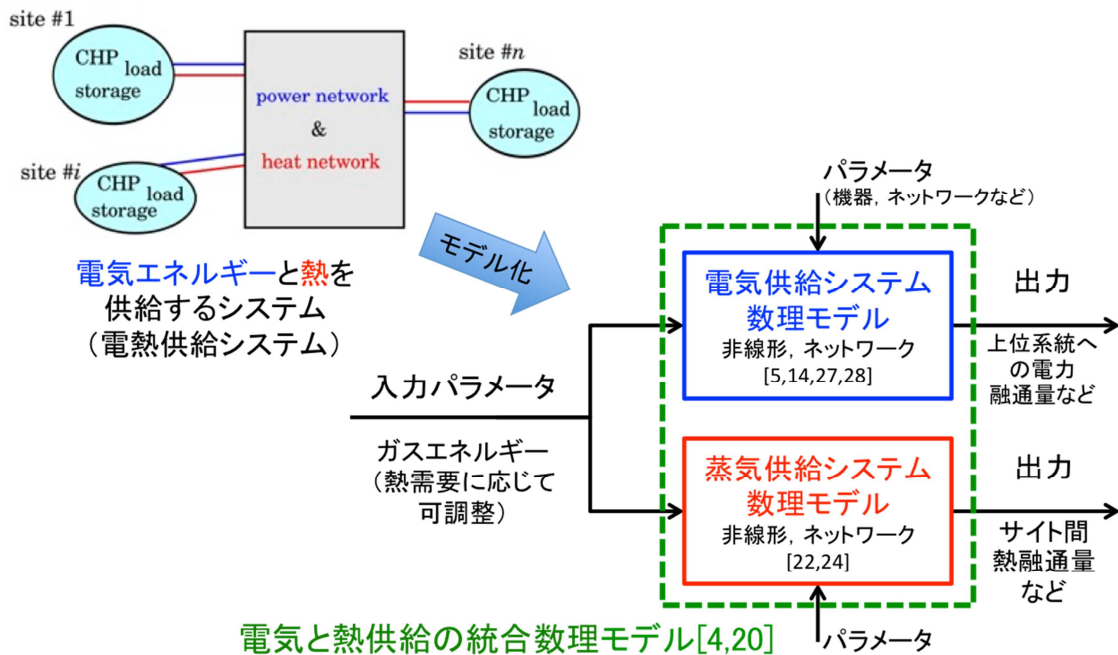 site #1
CHP
load
storage
site #i
CHP
load
storage
power network
&
heat network
site #n
CHP
load
storage
電気エネルギーと熱を
供給するシステム
（電熱供給システム）
モデル化
パラメータ
（機器，ネットワークなど）
入力パラメータ
ガスエネルギー
（熱需要に応じて
可調整）
電気供給システム
数理モデル
非線形，ネットワーク
[5,14,27,28]
出力
上位系統へ
の電力
融通量など
蒸気供給システム
数理モデル
非線形，ネットワーク
[22,24]
出力
サイト間
熱融通量
など
パラメータ
電気と熱供給の統合数理モデル[4,20]